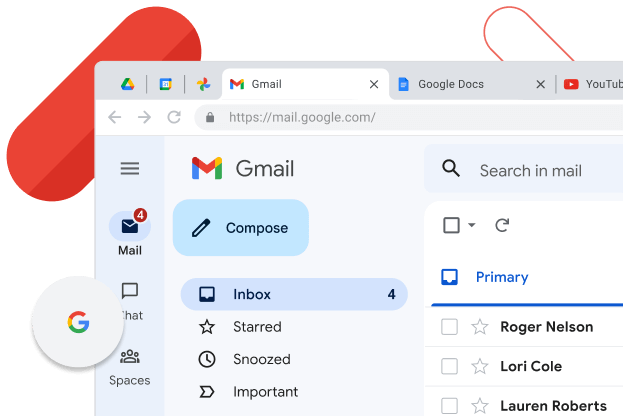 Gmail
Google Docs
YouTub
https://mail.google.com/
Gmail
Search in mail
4
Mail
Compose
Chat
Spaces
Inbox 4
Starred
Snoozed
Important
Primary
Roger Nelson
Lori Cole
Lauren Roberts